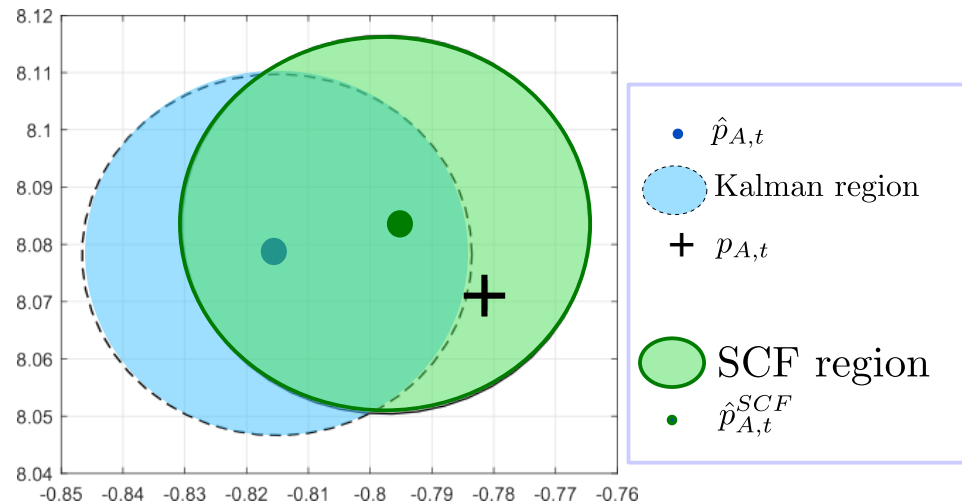 8.12
8.11
8.1
8.09
8.08
8.07
8.06
8.05
8.04
-0.85 -0.84 -0.83 -0.82 -0.81 -0.8 -0.79 -0.78 -0.77 -0.76
p̂_{A,t}
Kalman region
p_{A,t}
SCF region
p̂^{SCF}_{A,t}